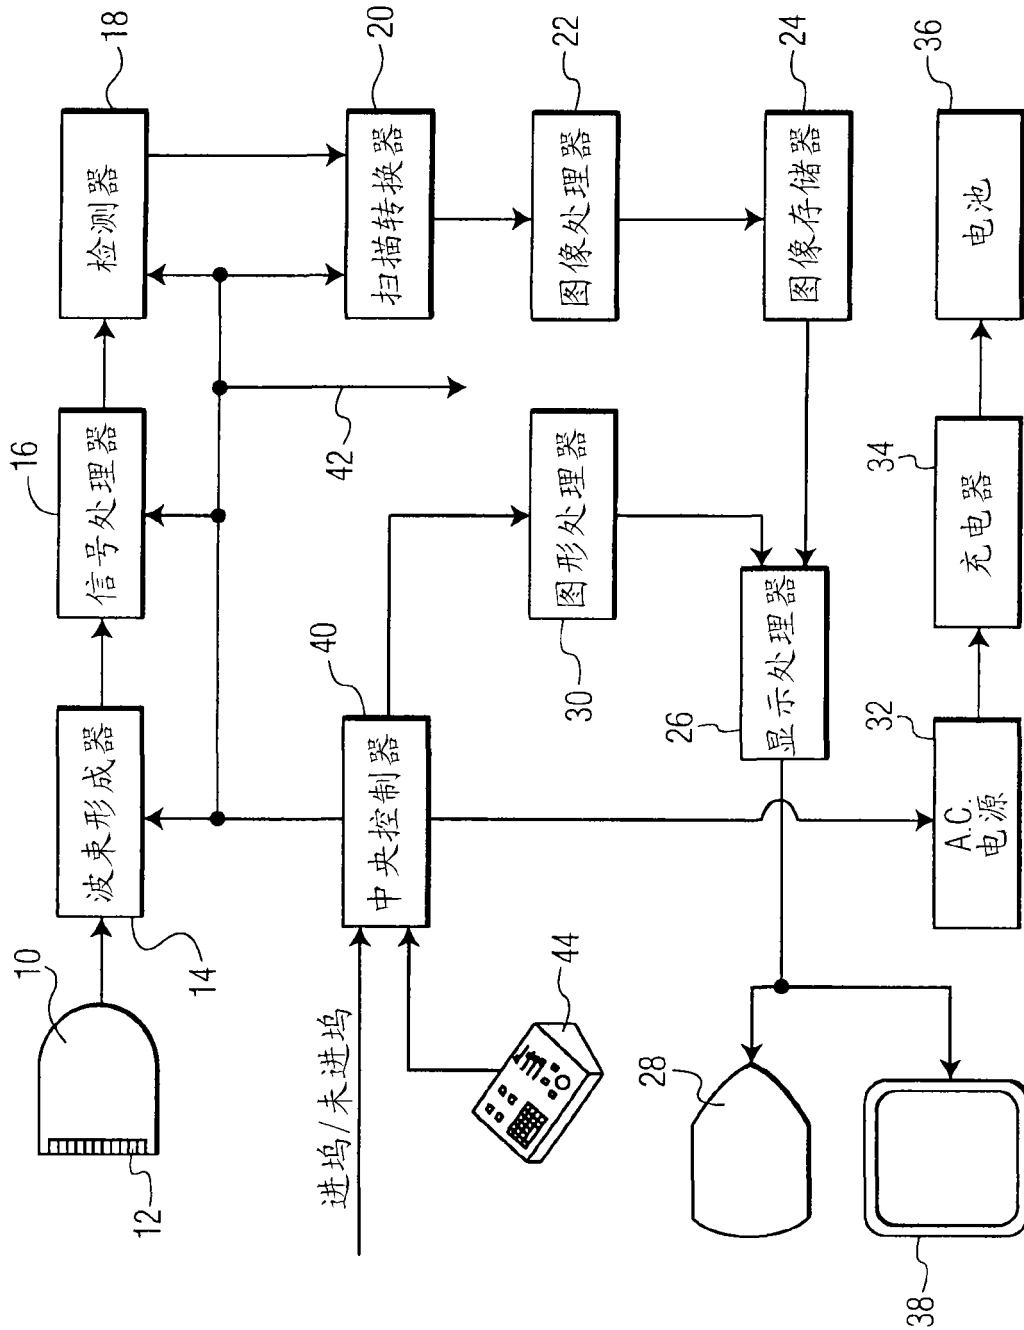 10
12
波束形成器
14
信号处理器
16
检测器
18
进坞/未进坞
中央控制器
40
42
扫描转换器
20
44
图形处理器
30
图像处理器
22
28
显示处理器
26
图像存储器
24
38
A.C.
电源
32
充电器
34
电池
36